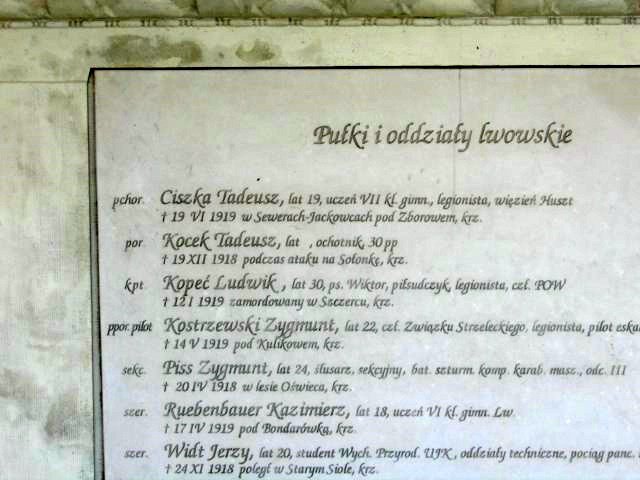 Pułki i oddziały lwowskie
pchor. Ciszka Tadeusz, lat 19, uczeń VII kl. gimn., legionista, więzień Huszt
† 19 VI 1919 w Sewerach-Jackowcach pod Zborowem, krz.
por. Kocek Tadeusz, lat , ochotnik, 30 pp
† 19 XII 1918 podczas ataku na Sołonkę, krz.
kpt. Kopeć Ludwik , lat 30, ps. Wiktor, piłsudczyk, legionista, czł. POW
† 12 I 1919 zamordowany w Szczercu, krz.
ppor. pilot Kostrzewski Zygmunt, lat 22, czł. Związku Strzeleckiego, legionista, pilot eska
† 14 V 1919 pod Kulikowem, krz.
sekc. Piss Zygmunt, lat 24, ślusarz, sekcyjny, bat. szturm. komp. karab. masz., odc. III
† 20 IV 1918 w lesie Oświeca, krz.
szer. Ruebenbauer Kazimierz, lat 18, uczeń VI kl. gimn. Lw.
† 17 IV 1919 pod Bondarówką, krz.
szer. Widt Jerzy, lat 20, student Wych. Przyrod. UJK, oddziały techniczne, pociąg panc.
† 24 XI 1918 poległ w Starym Siole, krz.